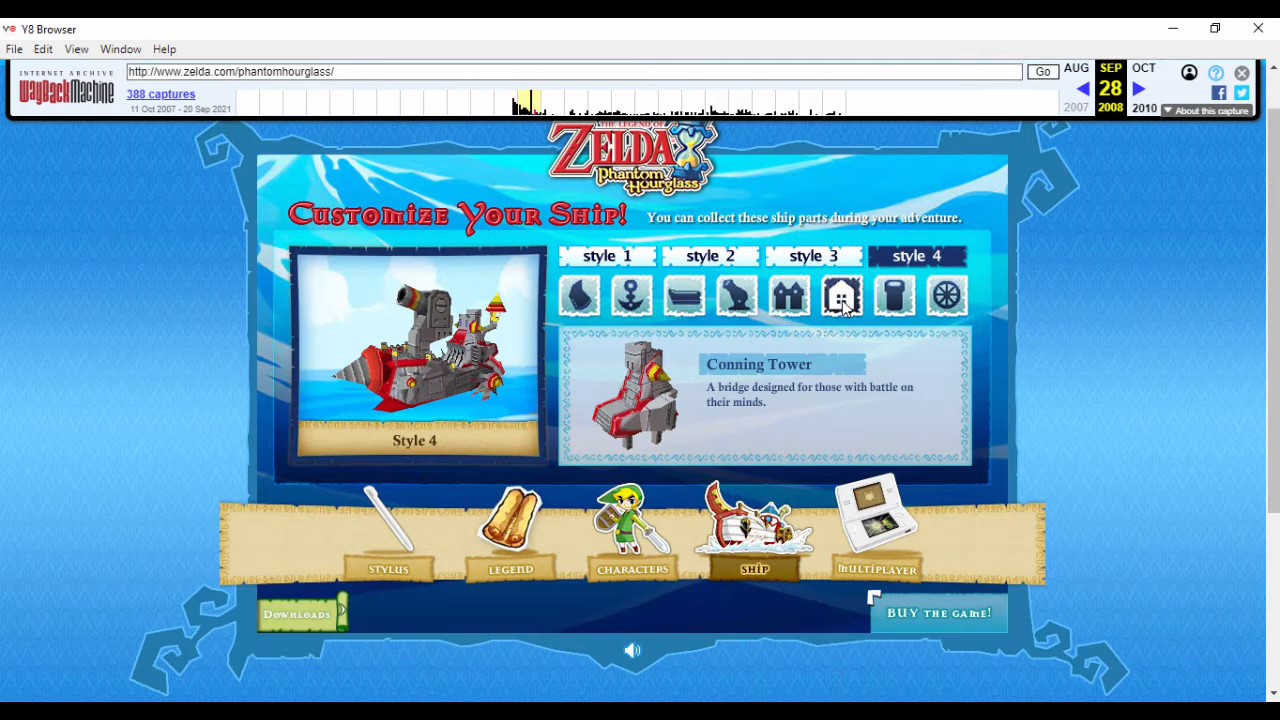 Y8 Browser
File Edit View Window Help
INTERNET ARCHIVE
WayBackMachine
http://www.zelda.com/phantomhourglass/
Go
388 captures
11 Oct 2007 - 20 Sep 2021
AUG SEP OCT
28
2007 2008 2010
About this capture
THE LEGEND OF
ZELDA
Phantom
Hourglass
Customize Your Ship!
You can collect these ship parts during your adventure.
style 1 style 2 style 3 style 4
Conning Tower
A bridge designed for those with battle on
their minds.
Style 4
STYLUS LEGEND CHARACTERS SHIP MULTIPLAYER
DOWNLOADS
BUY THE GAME!